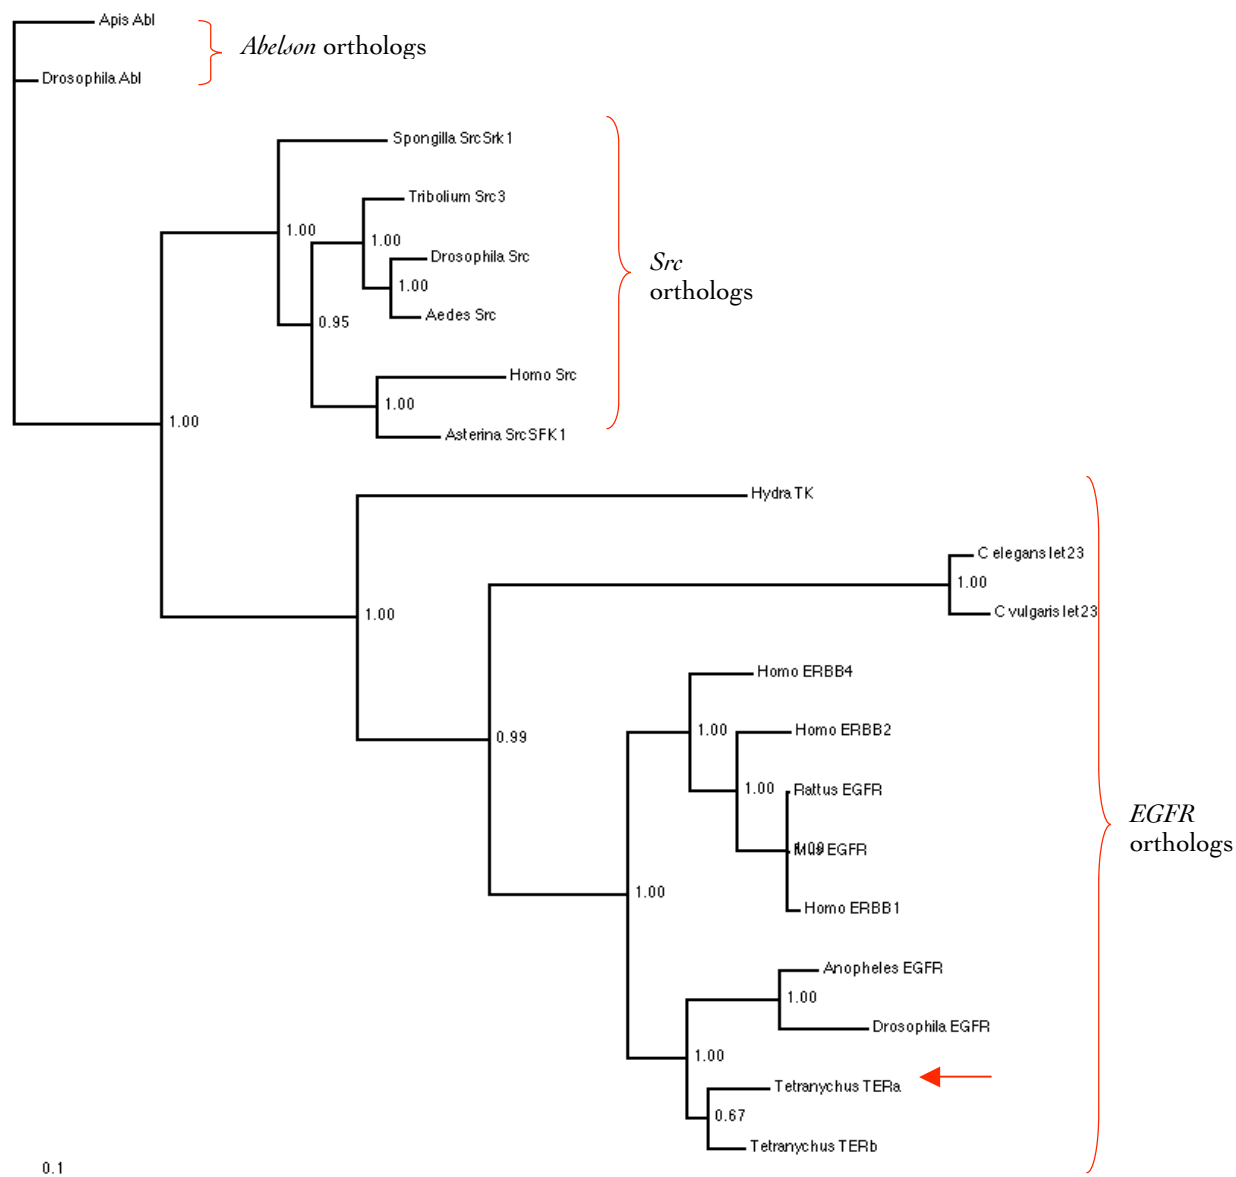 Apis Abl
Abelson orthologs
Drosophila Abl
Spongilla SrcSrk1
Tribolium Src3
1.00
1.00
Drosophila Src
Src
orthologs
1.00
Aedes Src
0.95
Homo Src
1.00
1.00
Asterina SrcSFK1
Hydra TK
C elegans let23
1.00
C vulgaris let23
1.00
Homo ERBB4
1.00
Homo ERBB2
0.99
1.00
Rattus EGFR
EGFR
orthologs
Mus EGFR
1.00
Homo ERBB1
Anopheles EGFR
1.00
Drosophila EGFR
1.00
Tetranychus TERa
0.67
Tetranychus TERb
0.1